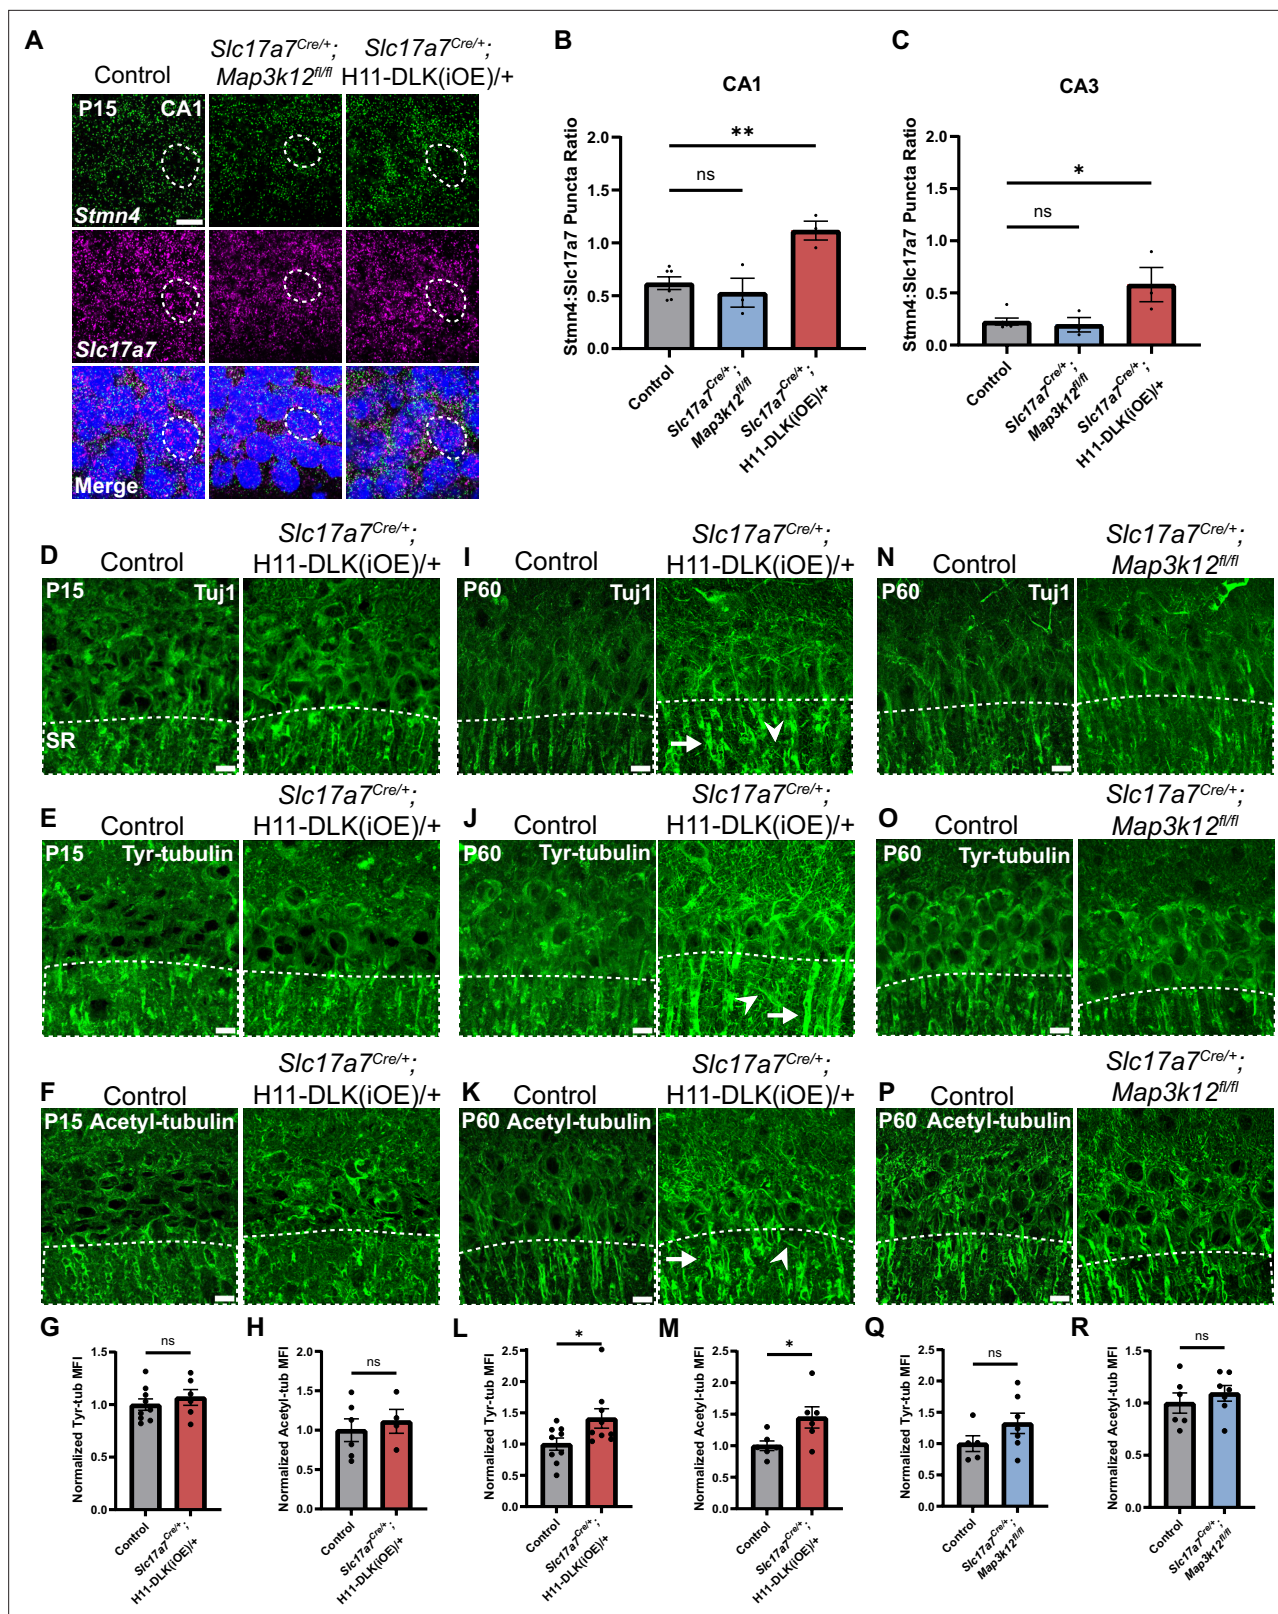 A
Control
Slc17a7Cre/+;
Map3k12fl/fl
Slc17a7Cre/+;
H11-DLK(iOE)/+
P15 CA1
Stmn4
Slc17a7
Merge
B
CA1
Stmn4:Slc17a7 Puncta Ratio
2.0
1.5
1.0
0.5
0.0
**
ns
Control
Slc17a7Cre/+;
Map3k12fl/fl
Slc17a7Cre/+;
H11-DLK(iOE)/+
C
CA3
Stmn4:Slc17a7 Puncta Ratio
2.0
1.5
1.0
0.5
0.0
*
ns
Control
Slc17a7Cre/+;
Map3k12fl/fl
Slc17a7Cre/+;
H11-DLK(iOE)/+
D
Control
Slc17a7Cre/+;
H11-DLK(iOE)/+
P15 Tuj1
SR
I
Control
Slc17a7Cre/+;
H11-DLK(iOE)/+
P60 Tuj1
N
Control
Slc17a7Cre/+;
Map3k12fl/fl
P60 Tuj1
E
Control
Slc17a7Cre/+;
H11-DLK(iOE)/+
P15 Tyr-tubulin
J
Control
Slc17a7Cre/+;
H11-DLK(iOE)/+
P60 Tyr-tubulin
O
Control
Slc17a7Cre/+;
Map3k12fl/fl
P60 Tyr-tubulin
F
Control
Slc17a7Cre/+;
H11-DLK(iOE)/+
P15 Acetyl-tubulin
K
Control
Slc17a7Cre/+;
H11-DLK(iOE)/+
P60 Acetyl-tubulin
P
Control
Slc17a7Cre/+;
Map3k12fl/fl
P60 Acetyl-tubulin
G
Normalized Tyr-tub MFI
1.5
1.0
0.5
0.0
ns
Control
Slc17a7Cre/+;
H11-DLK(iOE)/+
H
Normalized Acetyl-tub MFI
2.0
1.5
1.0
0.5
0.0
ns
Control
Slc17a7Cre/+;
H11-DLK(iOE)/+
L
Normalized Tyr-tub MFI
2.5
2.0
1.5
1.0
0.5
0.0
*
Control
Slc17a7Cre/+;
H11-DLK(iOE)/+
M
Normalized Acetyl-tub MFI
2.5
2.0
1.5
1.0
0.5
0.0
*
Control
Slc17a7Cre/+;
H11-DLK(iOE)/+
Q
Normalized Tyr-tub MFI
2.5
2.0
1.5
1.0
0.5
0.0
ns
Control
Slc17a7Cre/+;
Map3k12fl/fl
R
Normalized Acetyl-tub MFI
1.5
1.0
0.5
0.0
ns
Control
Slc17a7Cre/+;
Map3k12fl/fl